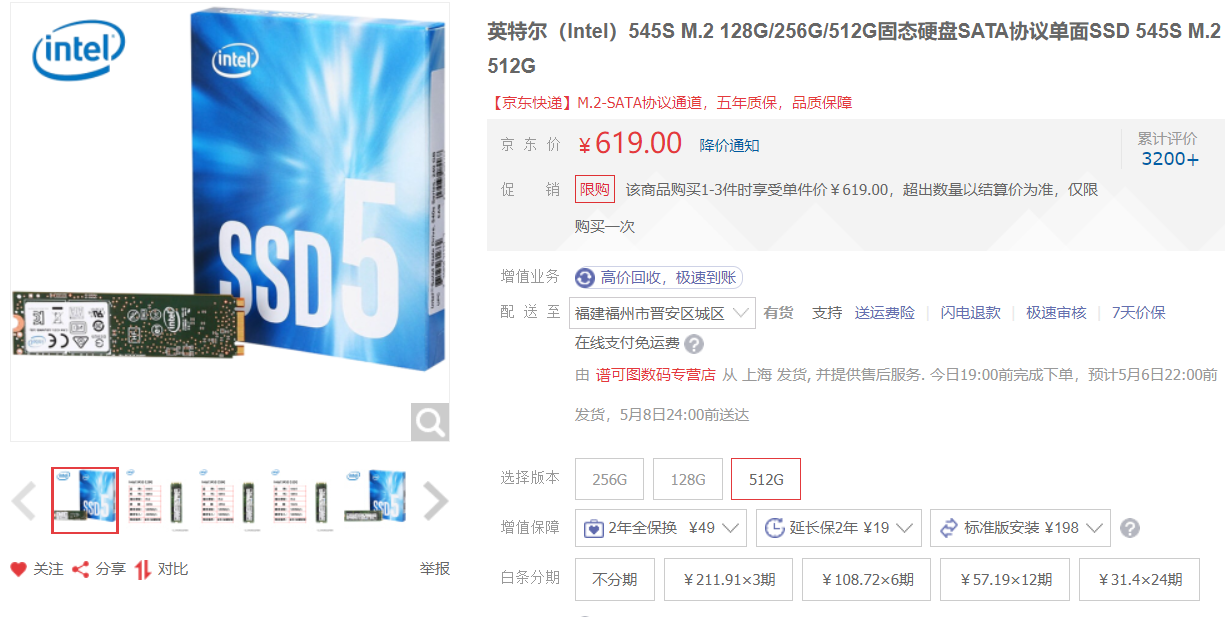 intel
intel
SSD5
英特尔（Intel）545S M.2 128G/256G/512G固态硬盘SATA协议单面SSD 545S M.2
512G
【京东快递】M.2-SATA协议通道，五年质保，品质保障
京 东 价 ￥619.00 降价通知
累计评价
3200+
促 销 限购 该商品购买1-3件时享受单件价￥619.00，超出数量以结算价为准，仅限
购买一次
增值业务 高价回收，极速到账
配 送 至 福建福州市晋安区城区 有货 支持 送运费险 闪电退款 极速审核 7天价保
在线支付免运费 ?
由 谱可图数码专营店 从 上海 发货, 并提供售后服务. 今日19:00前完成下单，预计5月6日22:00前
发货，5月8日24:00前送达
选择版本 256G 128G 512G
增值保障 2年全保换 ¥49 延长保2年 ¥19 标准版安装 ¥198 ?
白条分期 不分期 ￥211.91×3期 ￥108.72×6期 ￥57.19×12期 ￥31.4×24期
关注 分享 对比 举报